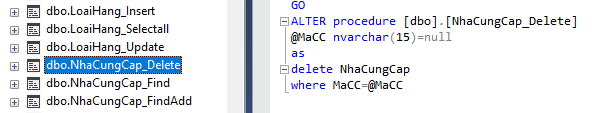 dbo.LoaiHang_Insert
dbo.LoaiHang_Selectall
dbo.LoaiHang_Update
dbo.NhaCungCap_Delete
dbo.NhaCungCap_Find
dbo.NhaCungCap_FindAdd
GO
ALTER procedure [dbo].[NhaCungCap_Delete]
@MaCC nvarchar(15)=null
as
delete NhaCungCap
where MaCC=@MaCC